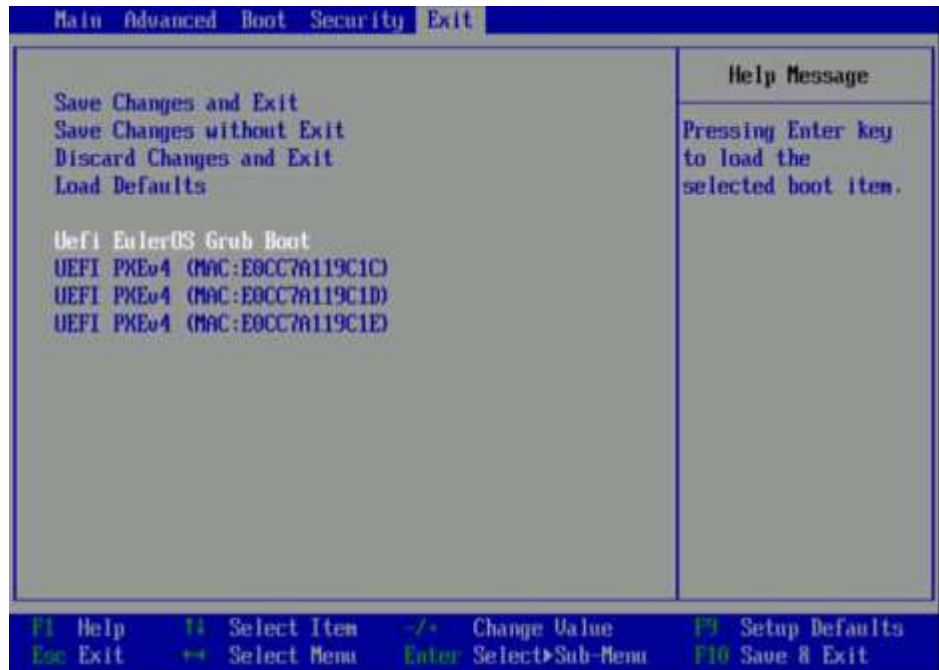 Main Advanced Boot Security Exit
Help Message
Save Changes and Exit
Save Changes without Exit
Discard Changes and Exit
Load Defaults
Pressing Enter key
to load the
selected boot item.
Uefi EulerOS Grub Boot
UEFI PXEv4 (MAC:E0CC7A119C1C)
UEFI PXEv4 (MAC:E0CC7A119C1D)
UEFI PXEv4 (MAC:E0CC7A119C1E)
F1 Help ↑↓ Select Item -/+ Change Value F9 Setup Defaults
Esc Exit ←→ Select Menu Enter Select▶Sub-Menu F10 Save & Exit